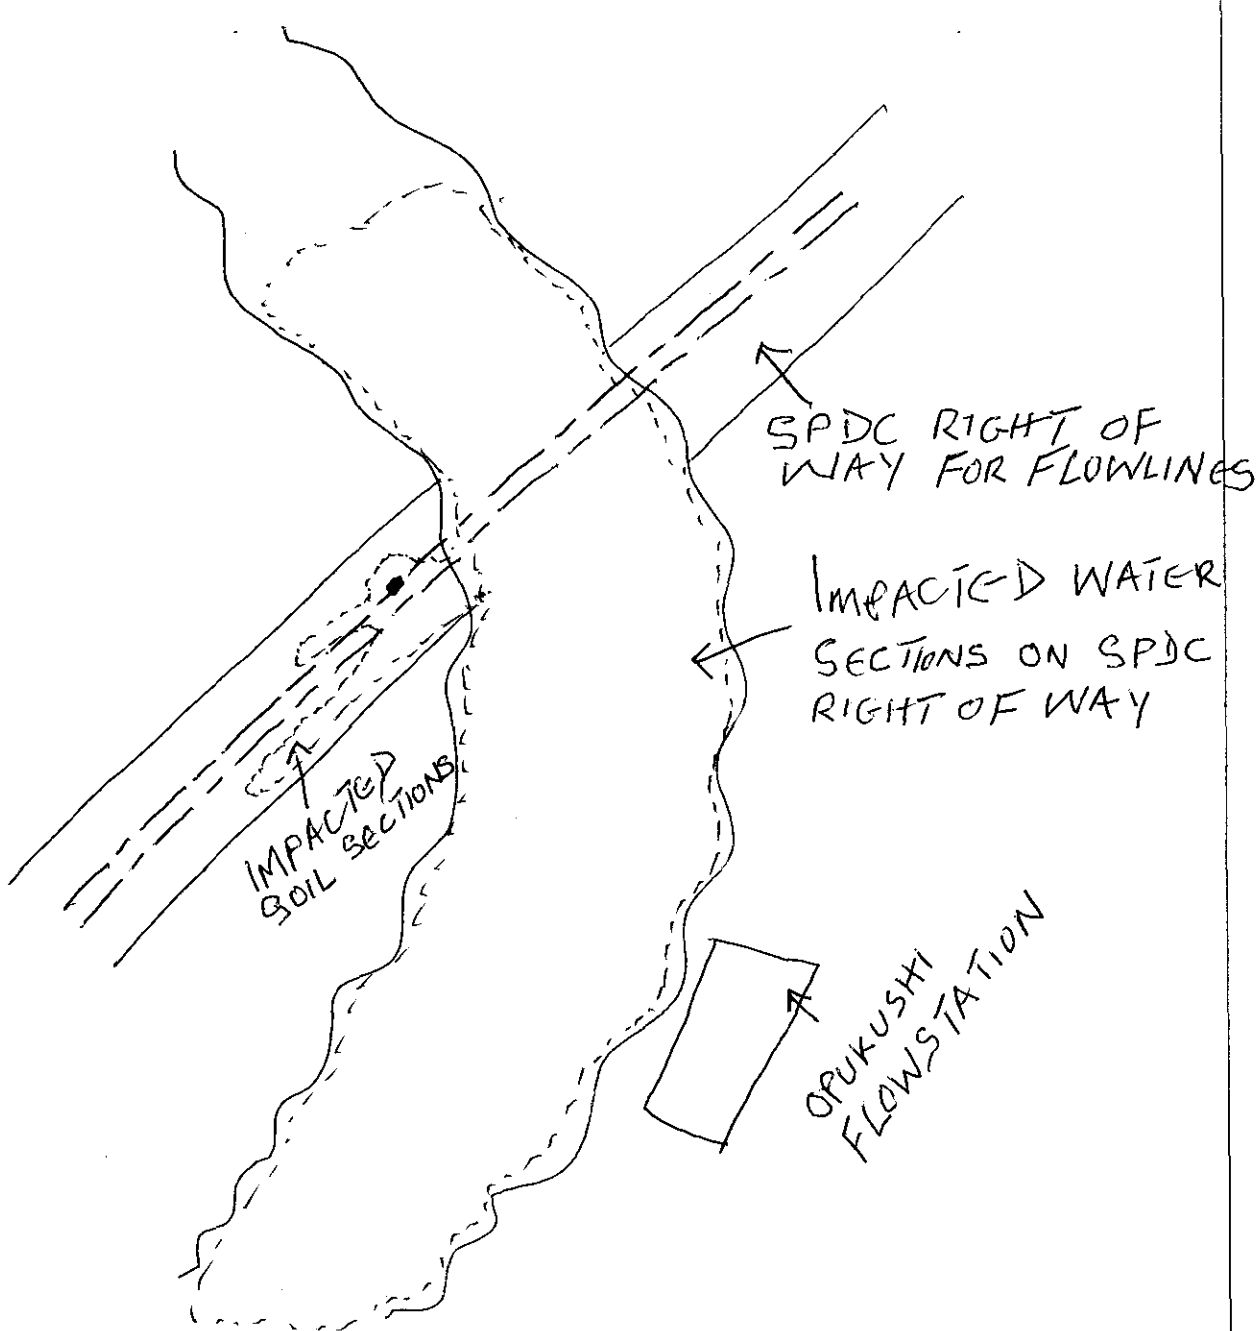 SPDC RIGHT OF
WAY FOR FLOWLINES
IMPACTED WATER
SECTIONS ON SPDC
RIGHT OF WAY
IMPACTED
SOIL SECTIONS
OPUKUSHI
FLOWSTATION